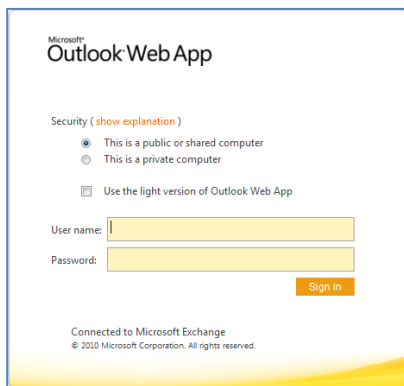 Microsoft®
Outlook Web App
Security ( show explanation )
This is a public or shared computer
This is a private computer
Use the light version of Outlook Web App
User name:
Password:
Sign in
Connected to Microsoft Exchange
© 2010 Microsoft Corporation. All rights reserved.